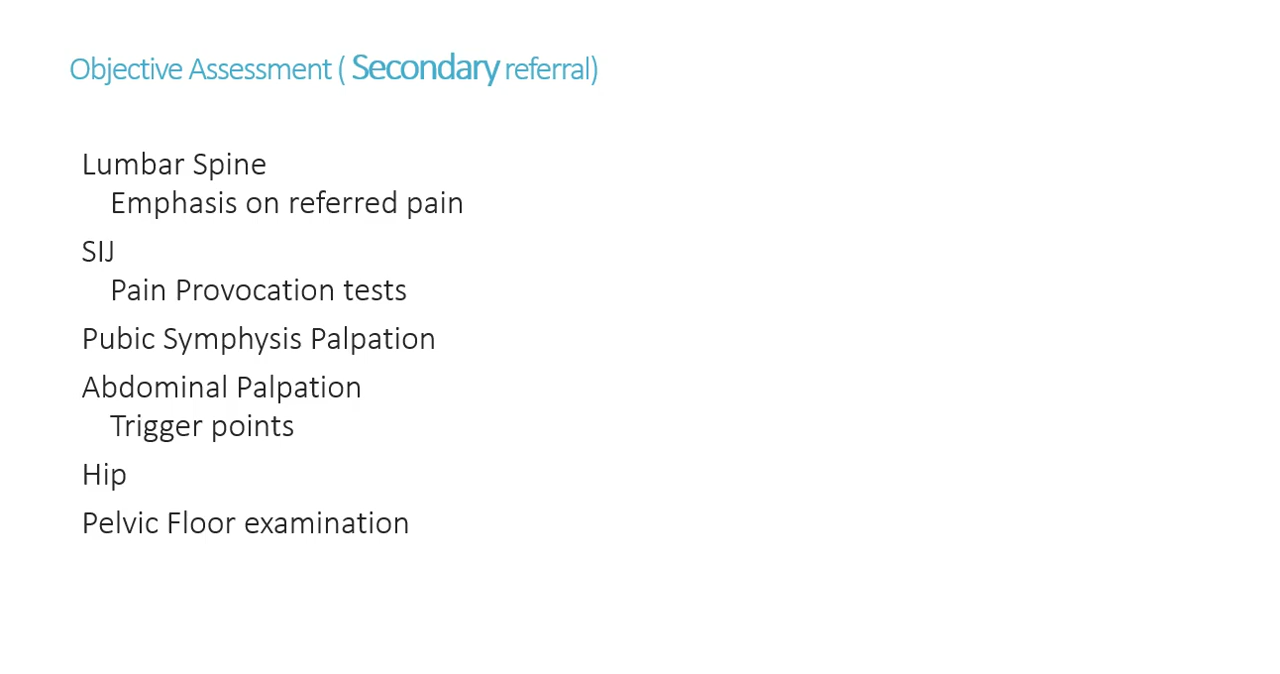 Objective Assessment ( Secondary referral)
Lumbar Spine
Emphasis on referred pain
SIJ
Pain Provocation tests
Pubic Symphysis Palpation
Abdominal Palpation
Trigger points
Hip
Pelvic Floor examination